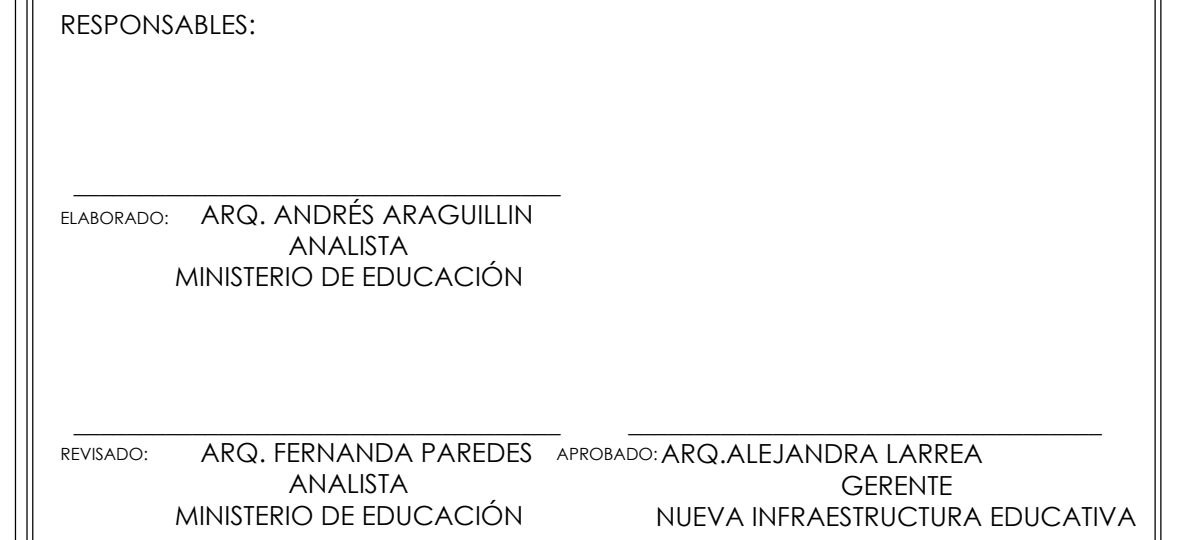 RESPONSABLES:
ELABORADO: ARQ. ANDRÉS ARAGUILLIN
ANALISTA
MINISTERIO DE EDUCACIÓN
REVISADO: ARQ. FERNANDA PAREDES
ANALISTA
MINISTERIO DE EDUCACIÓN
APROBADO: ARQ.ALEJANDRA LARREA
GERENTE
NUEVA INFRAESTRUCTURA EDUCATIVA